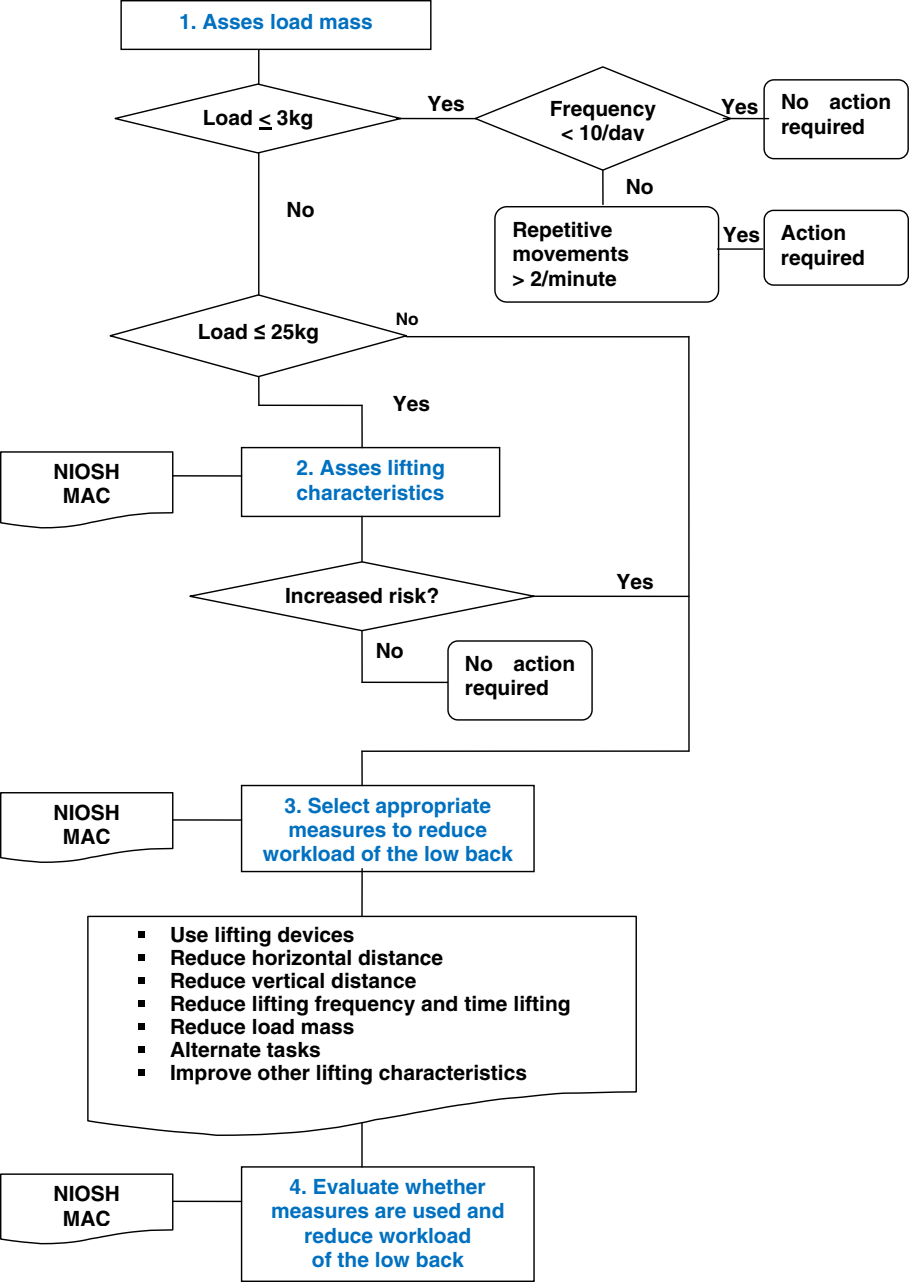 1. Asses load mass
Load ≤ 3kg
Yes
Frequency
< 10/dav
Yes
No action
required
No
No
Repetitive
movements
> 2/minute
Yes
Action
required
Load ≤ 25kg
No
Yes
NIOSH
MAC
2. Asses lifting
characteristics
Increased risk?
Yes
No
No action
required
NIOSH
MAC
3. Select appropriate
measures to reduce
workload of the low back
▪ Use lifting devices
▪ Reduce horizontal distance
▪ Reduce vertical distance
▪ Reduce lifting frequency and time lifting
▪ Reduce load mass
▪ Alternate tasks
▪ Improve other lifting characteristics
NIOSH
MAC
4. Evaluate whether
measures are used and
reduce workload
of the low back